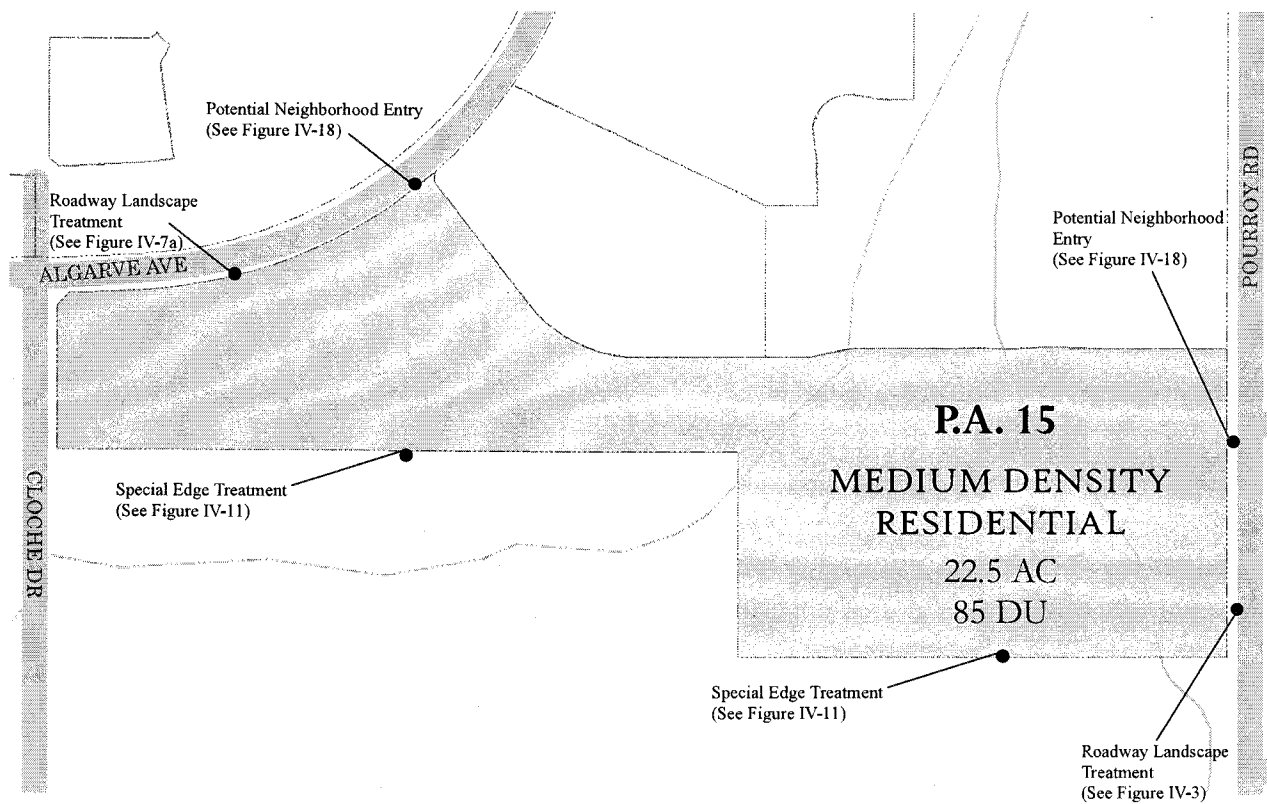 Potential Neighborhood Entry
(See Figure IV-18)
Roadway Landscape
Treatment
(See Figure IV-7a)
ALGARVE AVE
CLOCHE DR
Special Edge Treatment
(See Figure IV-11)
POURROY RD
Potential Neighborhood
Entry
(See Figure IV-18)
P.A. 15
MEDIUM DENSITY
RESIDENTIAL
22.5 AC
85 DU
Special Edge Treatment
(See Figure IV-11)
Roadway Landscape
Treatment
(See Figure IV-3)